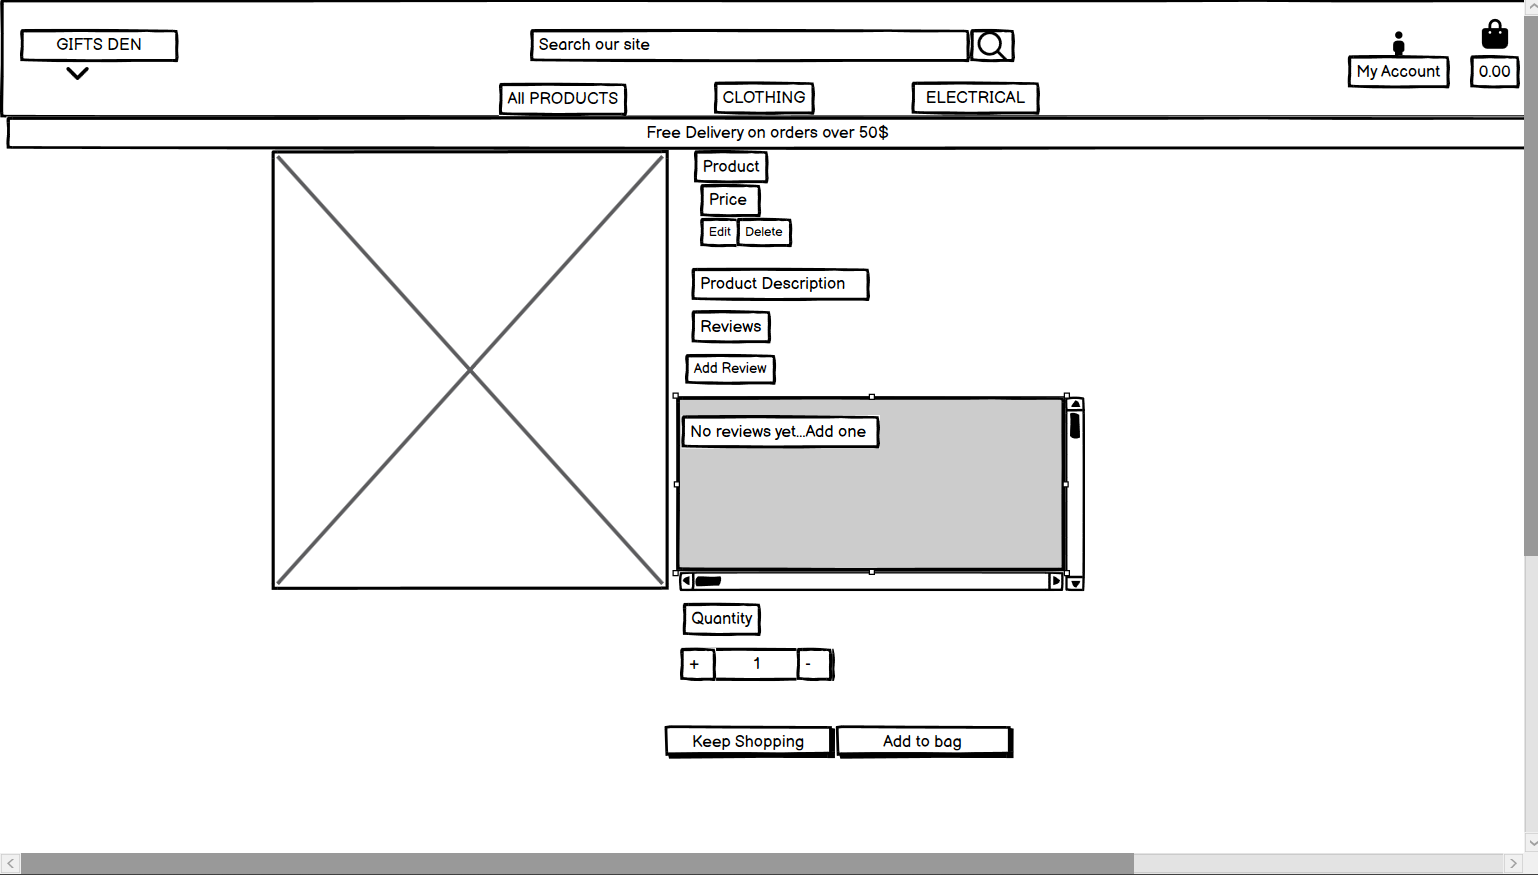 GIFTS DEN
Search our site
My Account
0.00
All PRODUCTS
CLOTHING
ELECTRICAL
Free Delivery on orders over 50$
Product
Price
Edit
Delete
Product Description
Reviews
Add Review
No reviews yet...Add one
Quantity
+
1
-
Keep Shopping
Add to bag